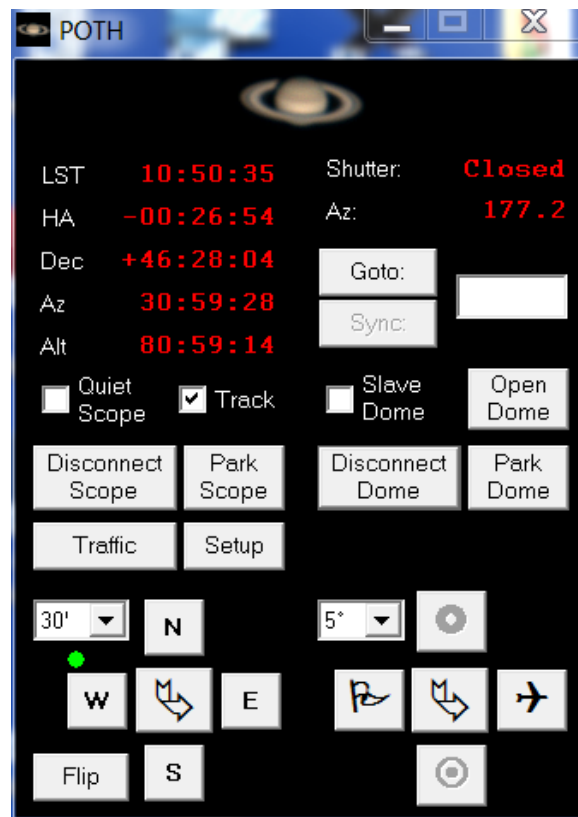 POTH
LST 10:50:35
HA -00:26:54
Dec +46:28:04
Az 30:59:28
Alt 80:59:14
Shutter: Closed
Az: 177.2
Goto:
Sync:
Quiet
Scope
Track
Slave
Dome
Open
Dome
Disconnect
Scope
Park
Scope
Disconnect
Dome
Park
Dome
Traffic
Setup
30'
N
W
E
S
Flip
5°